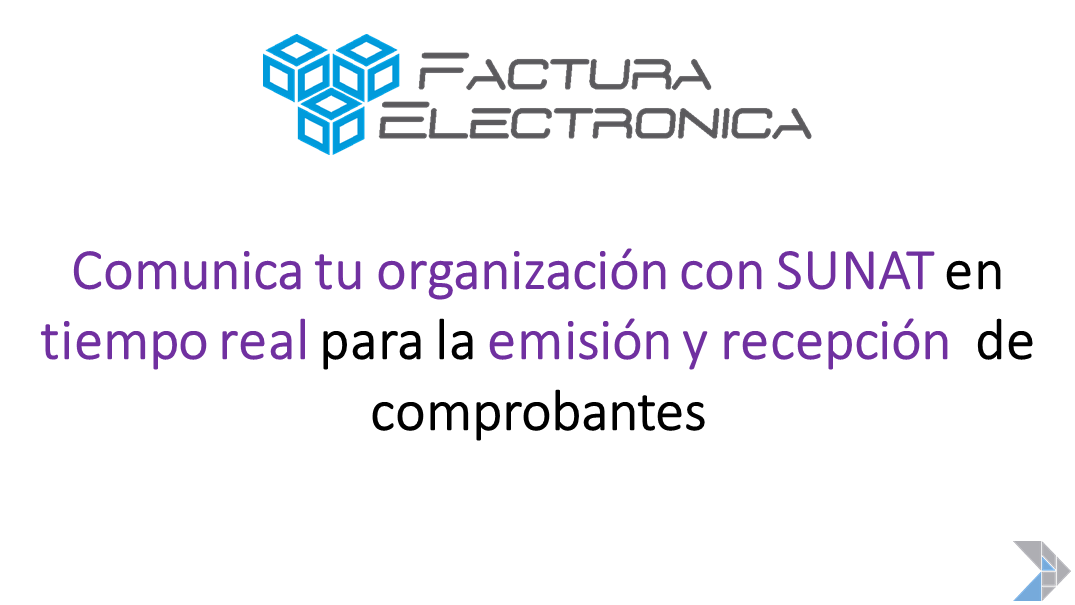 FACTURA
ELECTRONICA
Comunica tu organización con SUNAT en
tiempo real para la emisión y recepción de
comprobantes